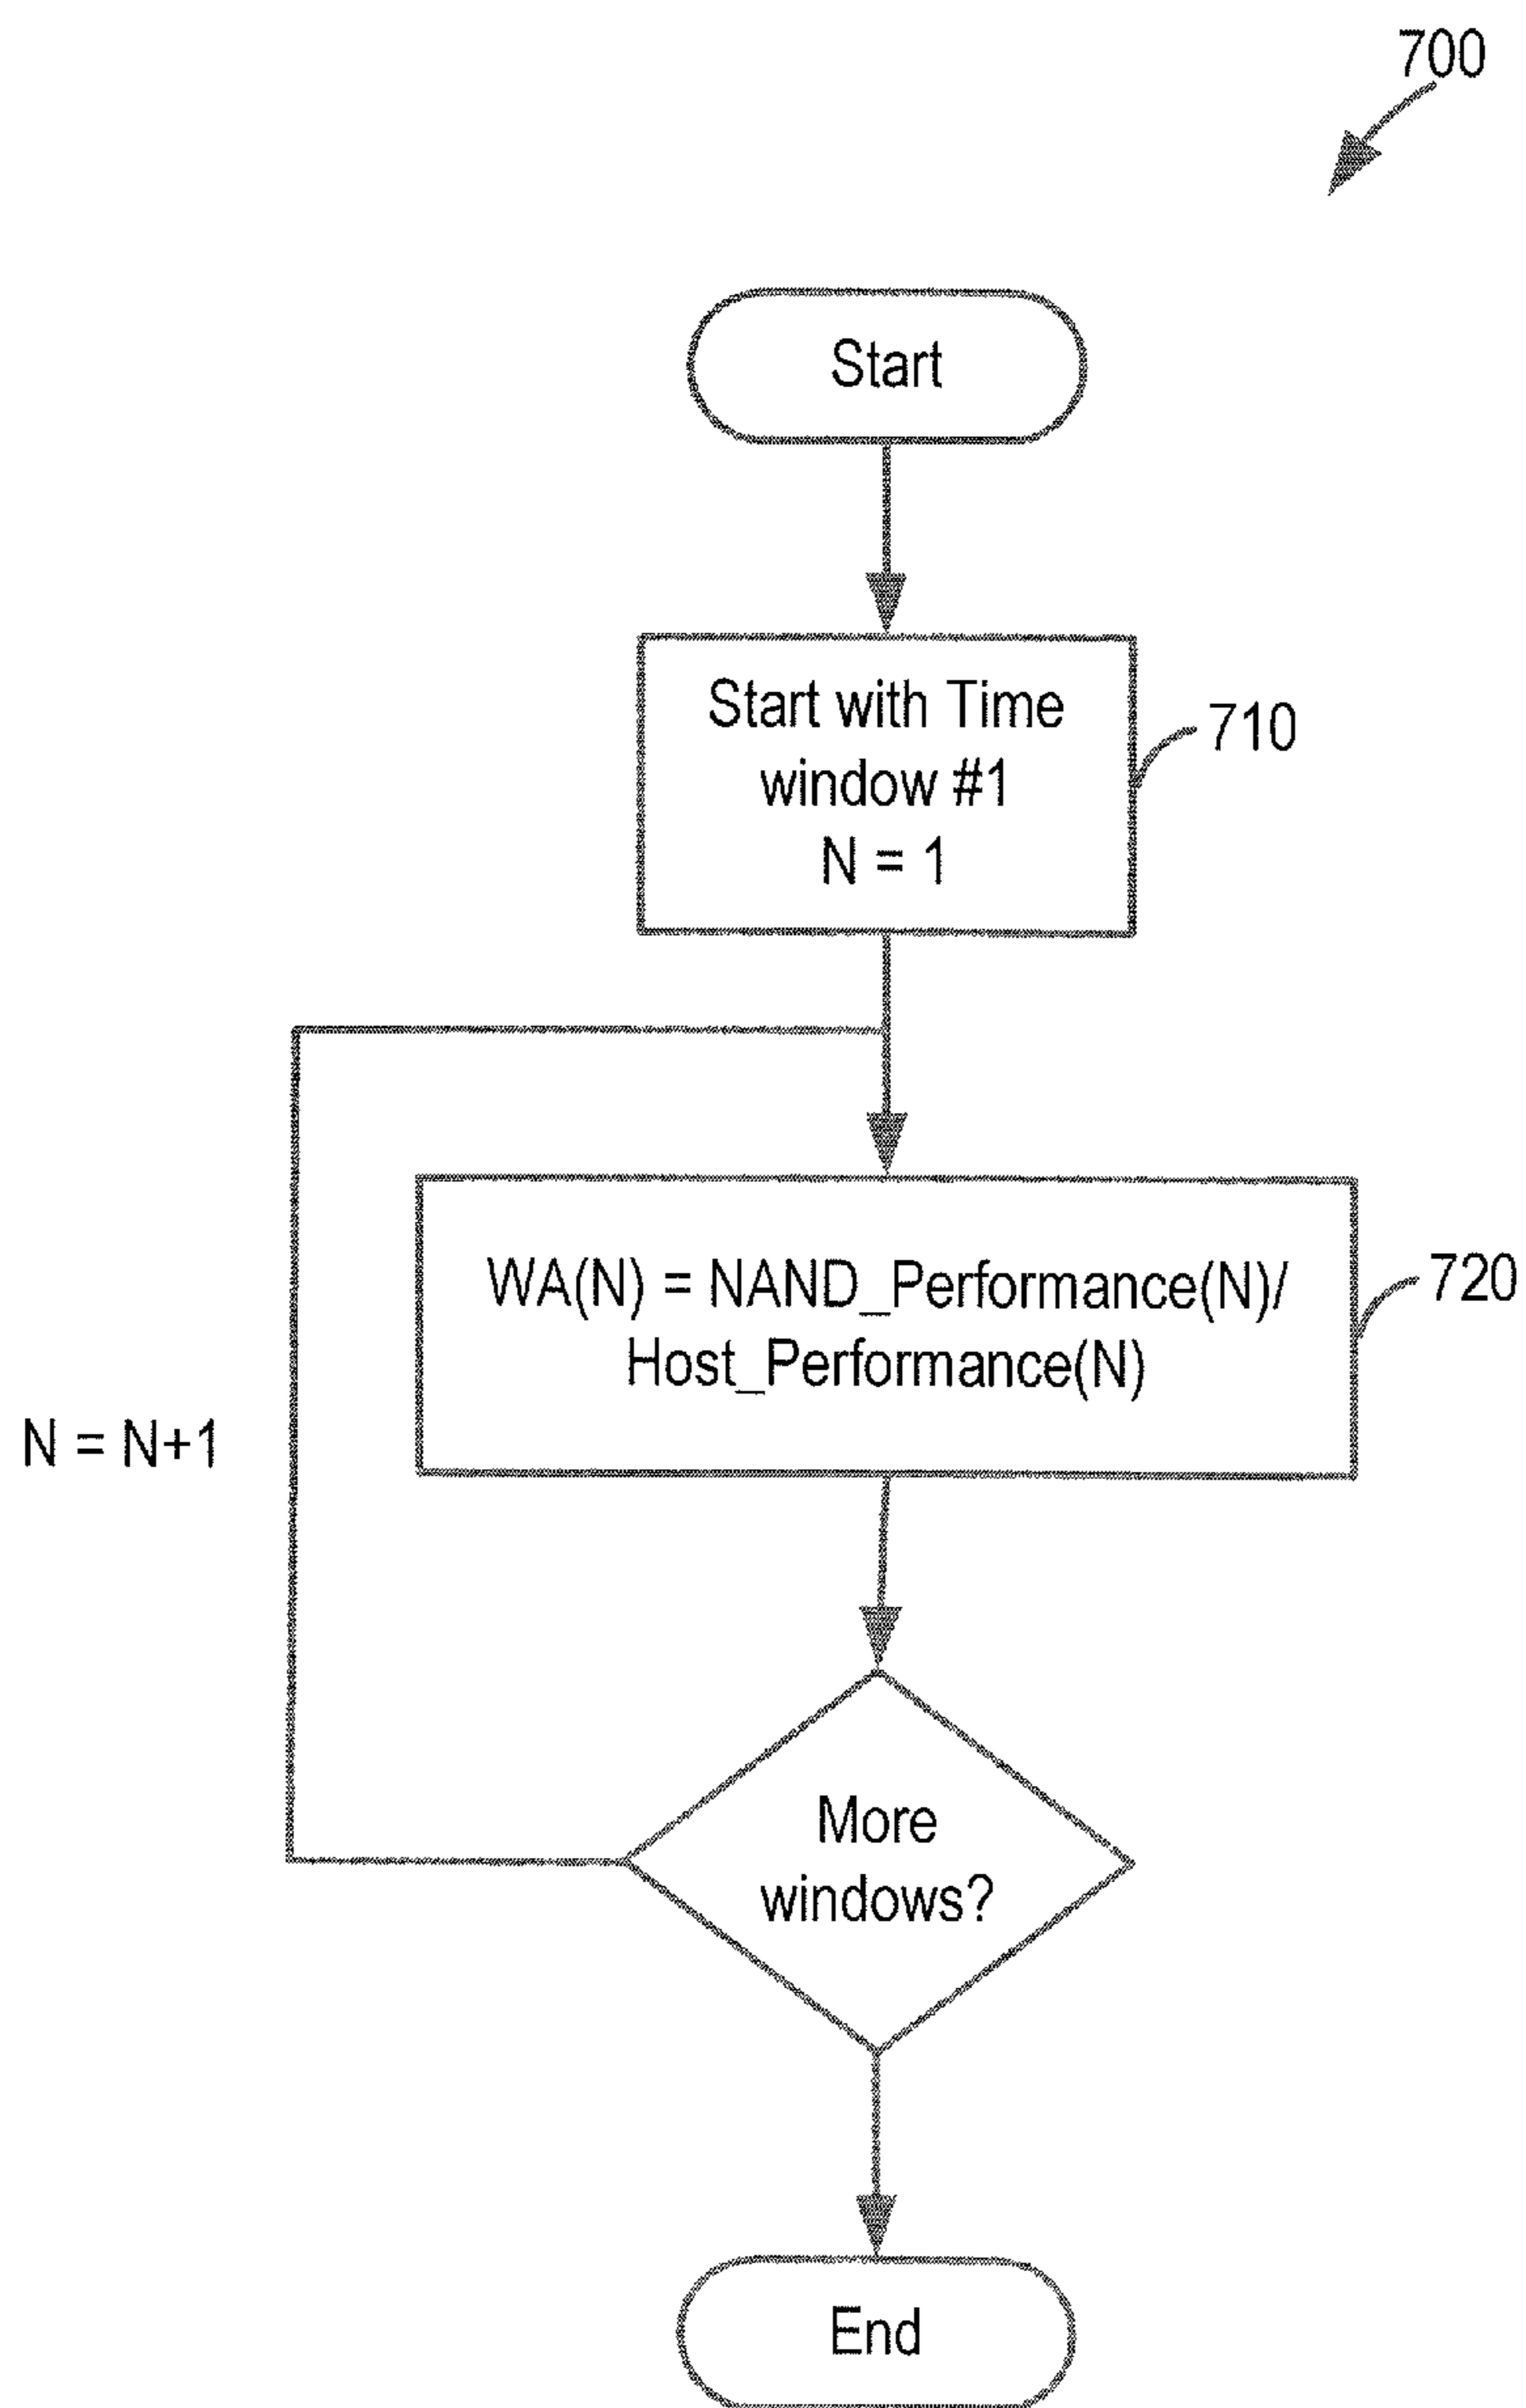 700
Start
Start with Time
window #1
N = 1
710
WA(N) = NAND_Performance(N)/
Host_Performance(N)
720
N = N+1
More
windows?
End